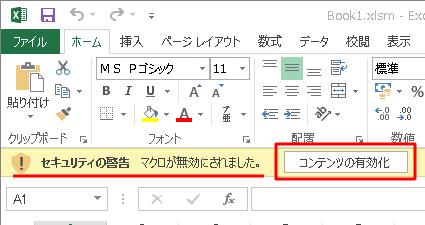 Book1.xlsm - Exc
ファイル ホーム 挿入 ページ レイアウト 数式 データ 校閲 表示
ＭＳ Ｐゴシック 11 A A 標準
貼り付け B I U A ア亜 % .0 .00
クリップボード フォント 配置 数値
セキュリティの警告 マクロが無効にされました。 コンテンツの有効化
A1 fx